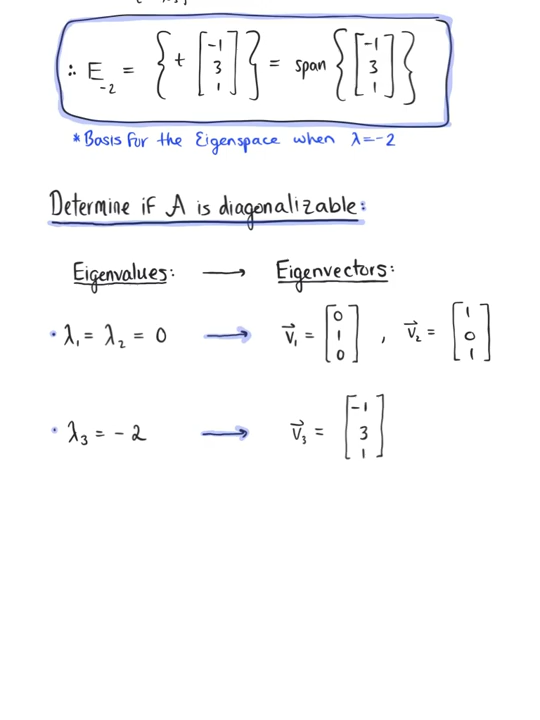 ∴ E₋₂ = { t [-1 3 1] } = span { [-1 3 1] }
*Basis for the Eigenspace when λ=-2
Determine if A is diagonalizable:
Eigenvalues: → Eigenvectors:
• λ₁ = λ₂ = 0 → v⃗₁ = [0 1 0] , v⃗₂ = [1 0 1]
• λ₃ = -2 → v⃗₃ = [-1 3 1]